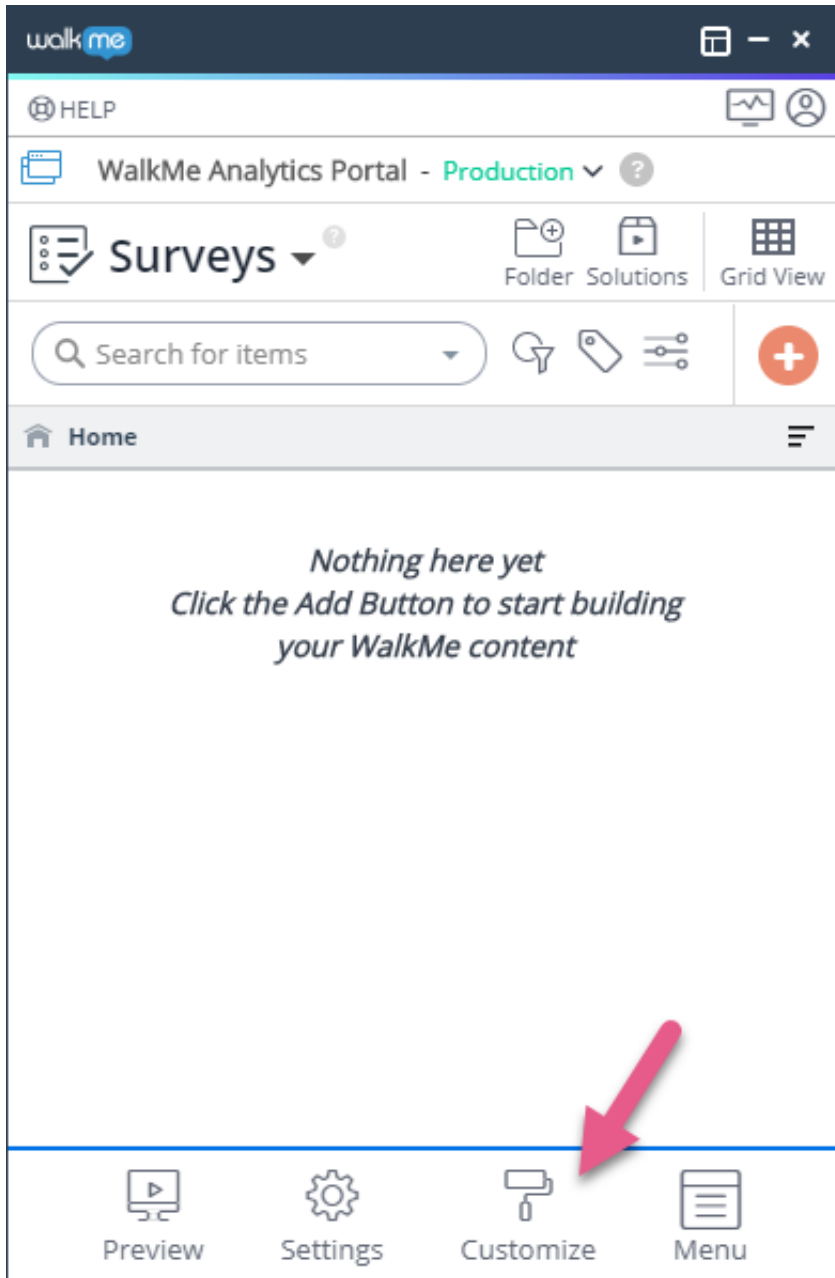 walkme
HELP
WalkMe Analytics Portal - Production ?
Surveys ?
Folder Solutions Grid View
Search for items
Home
Nothing here yet
Click the Add Button to start building
your WalkMe content
Preview Settings Customize Menu